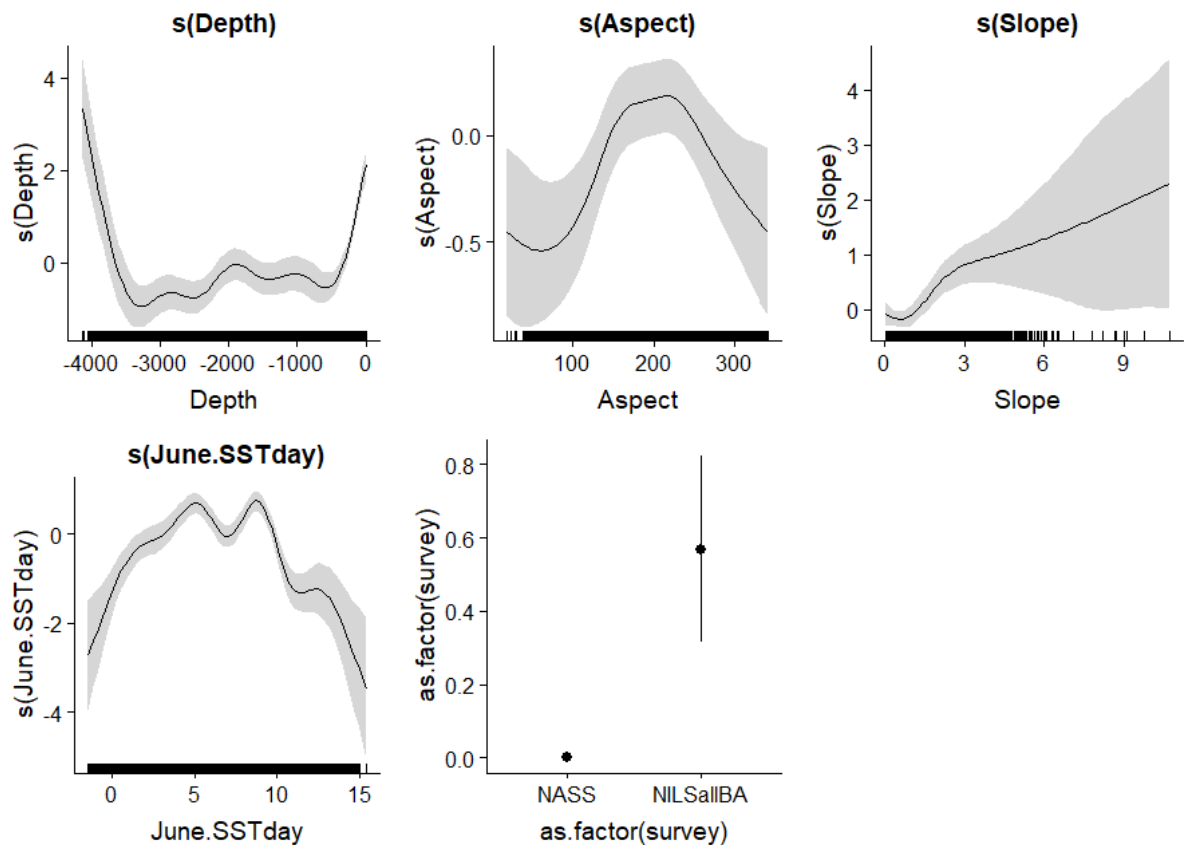 s(Depth)
s(Depth)
4
2
0
-4000 -3000 -2000 -1000 0
Depth
s(Aspect)
s(Aspect)
0.0
-0.5
100 200 300
Aspect
s(Slope)
s(Slope)
4
3
2
1
0
0 3 6 9
Slope
s(June.SSTday)
s(June.SSTday)
0
-2
-4
0 5 10 15
June.SSTday
as.factor(survey)
0.8
0.6
0.4
0.2
0.0
NASS NILSallBA
as.factor(survey)